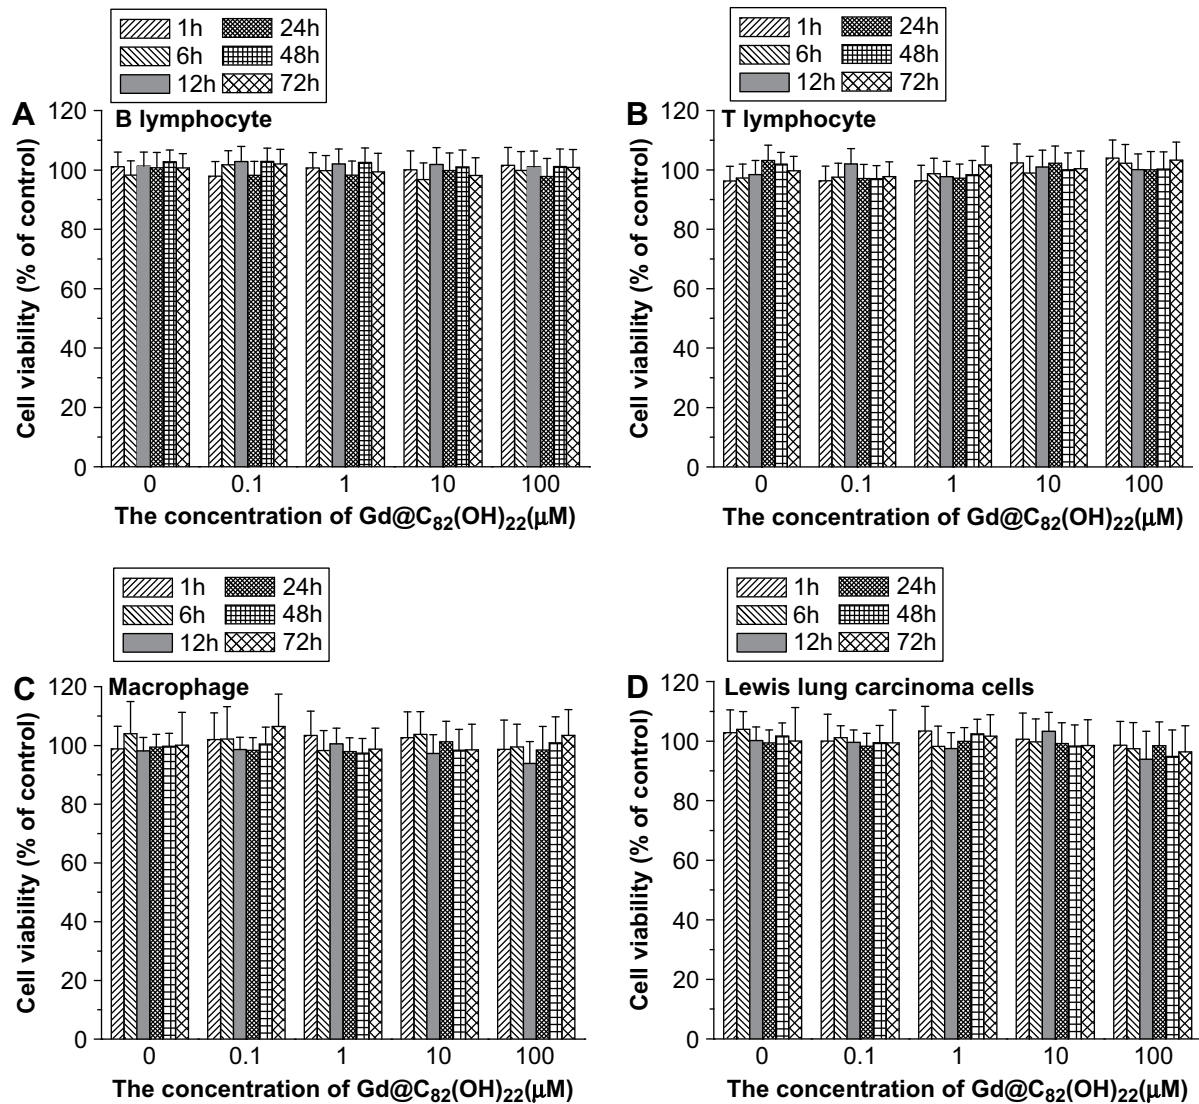 1h 24h
6h 48h
12h 72h
A B lymphocyte
Cell viability (% of control)
120
100
80
60
40
20
0
0 0.1 1 10 100
The concentration of Gd@C82(OH)22(μM)
1h 24h
6h 48h
12h 72h
B T lymphocyte
Cell viability (% of control)
120
100
80
60
40
20
0
0 0.1 1 10 100
The concentration of Gd@C82(OH)22(μM)
1h 24h
6h 48h
12h 72h
C Macrophage
Cell viability (% of control)
120
100
80
60
40
20
0
0 0.1 1 10 100
The concentration of Gd@C82(OH)22(μM)
1h 24h
6h 48h
12h 72h
D Lewis lung carcinoma cells
Cell viability (% of control)
120
100
80
60
40
20
0
0 0.1 1 10 100
The concentration of Gd@C82(OH)22(μM)